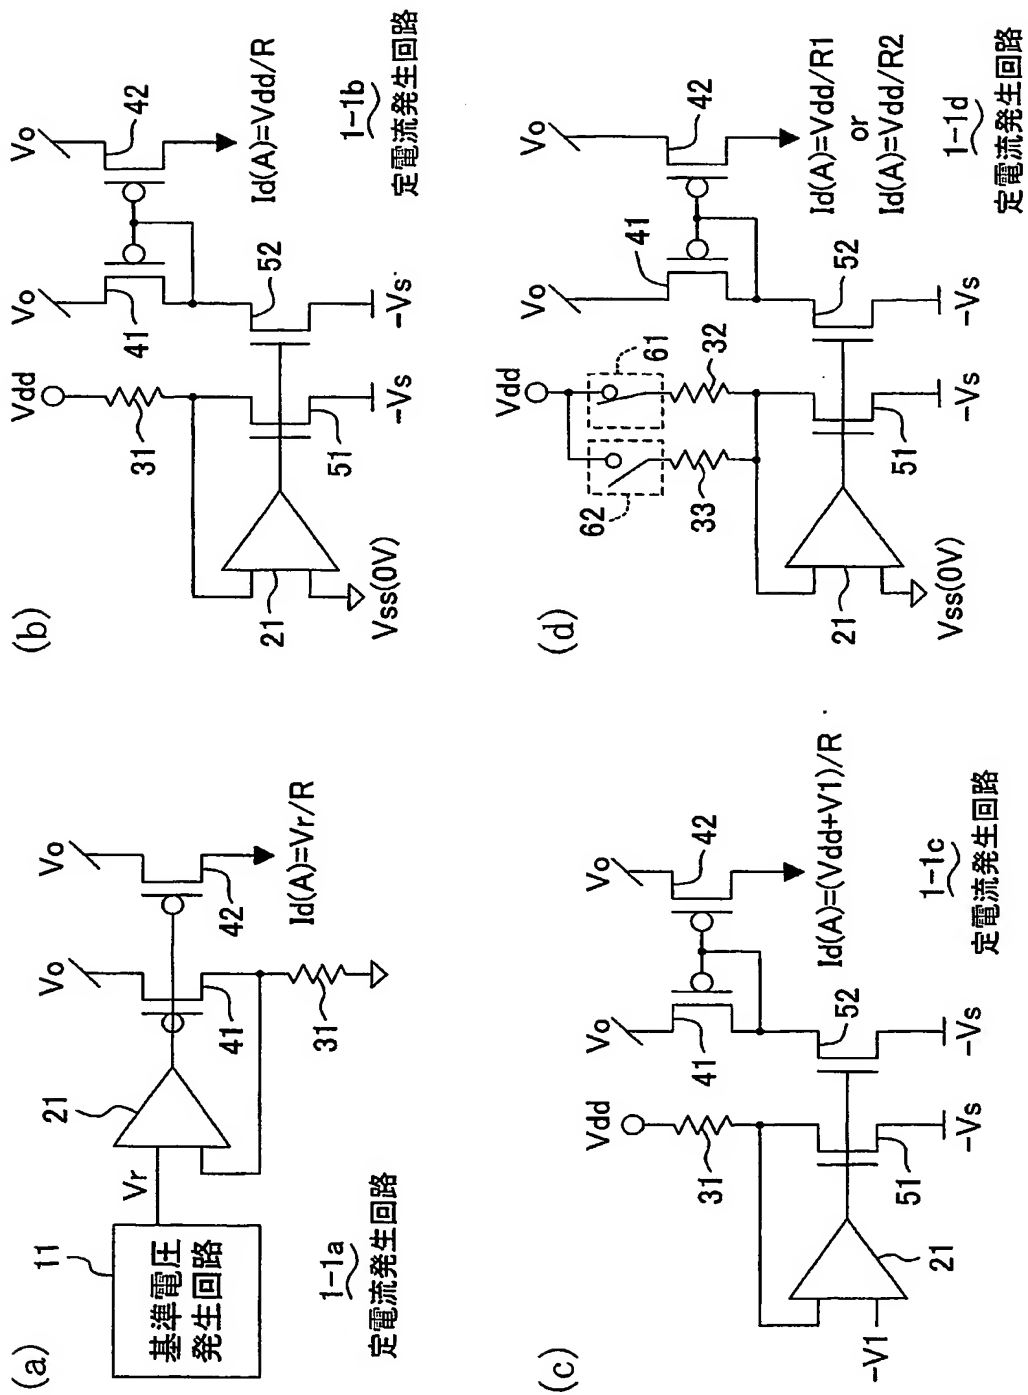 (a)
11
基準電圧
発生回路
Vr
21
Vo
Vo
41
42
31
Id(A)=Vr/R
1-1a
定電流発生回路
(b)
Vdd
Vo
Vo
31
41
42
21
51
52
Vss(0V)
-Vs
-Vs
Id(A)=Vdd/R
1-1b
定電流発生回路
(c)
Vdd
Vo
Vo
31
41
42
-V1
21
51
52
-Vs
-Vs
Id(A)=(Vdd+V1)/R
1-1c
定電流発生回路
(d)
Vdd
Vo
Vo
62
61
33
32
41
42
21
51
52
Vss(0V)
-Vs
-Vs
Id(A)=Vdd/R1
or
Id(A)=Vdd/R2
1-1d
定電流発生回路